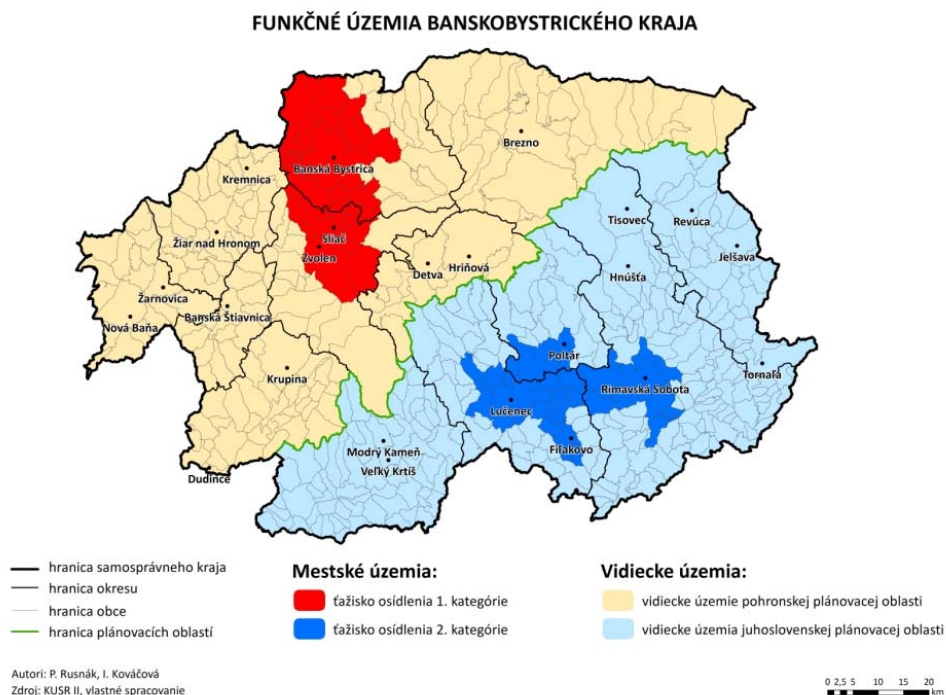 FUNKČNÉ ÚZEMIA BANSKOBYSTRICKÉHO KRAJA
Brezno
Banská Bystrica
Kremnica
Tisovec
Revúca
Sliač
Žiar nad Hronom
Zvolen
Jelšava
Hriňová
Detva
Hnúšťa
Žarnovica
Banská Štiavnica
Nová Baňa
Poltár
Krupina
Tornaľa
Rimavská Sobota
Lučenec
Modrý Kameň
Fiľakovo
Veľký Krtíš
Dudince
hranica samosprávneho kraja
hranica okresu
hranica obce
hranica plánovacích oblastí
Mestské územia:
ťažisko osídlenia 1. kategórie
ťažisko osídlenia 2. kategórie
Vidiecke územia:
vidiecke územie pohronskej plánovacej oblasti
vidiecke územia juhoslovenskej plánovacej oblasti
Autori: P. Rusnák, I. Kováčová
Zdroj: KUSR II, vlastné spracovanie
0 2,5 5 10 15 20
km